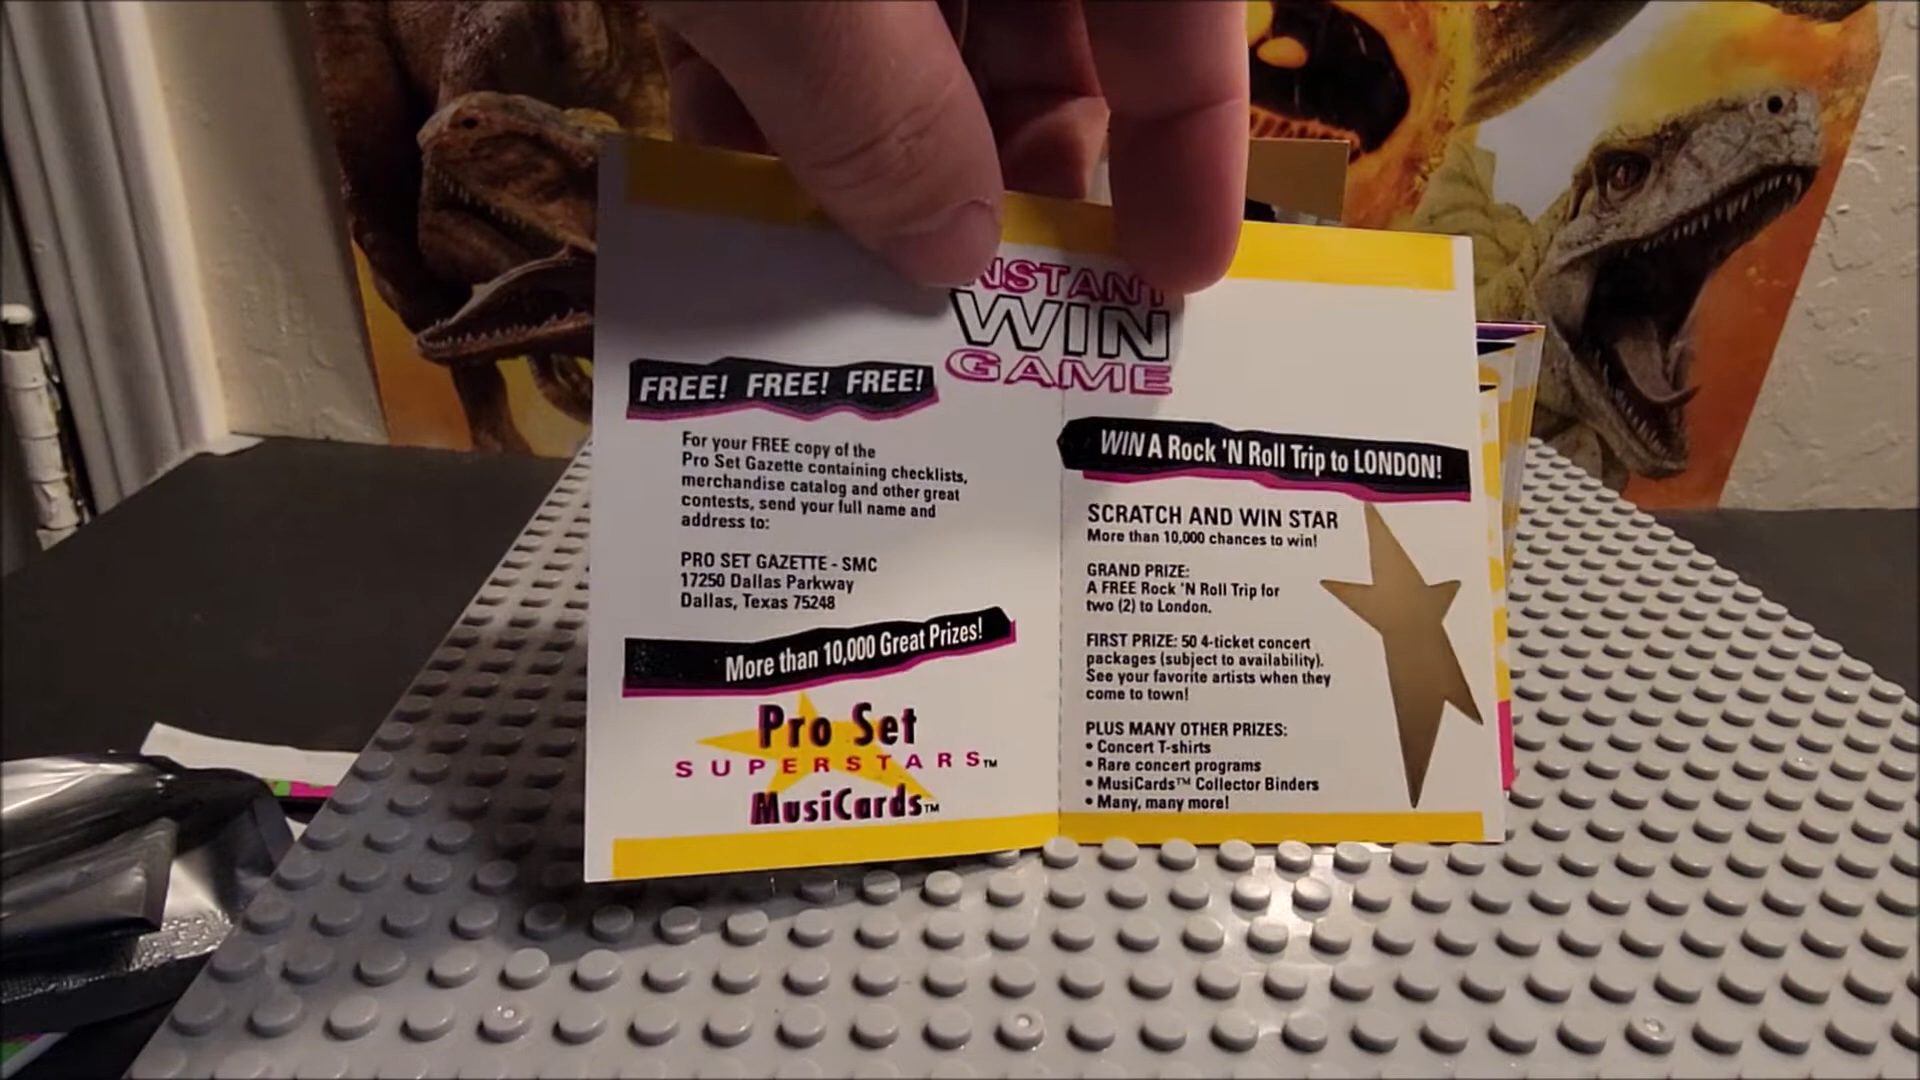 INSTANT
WIN
GAME
FREE! FREE! FREE!
For your FREE copy of the
Pro Set Gazette containing checklists,
merchandise catalog and other great
contests, send your full name and
address to:
PRO SET GAZETTE - SMC
17250 Dallas Parkway
Dallas, Texas 75248
More than 10,000 Great Prizes!
Pro Set
SUPERSTARS™
MusiCards™
WIN A Rock 'N Roll Trip to LONDON!
SCRATCH AND WIN STAR
More than 10,000 chances to win!
GRAND PRIZE:
A FREE Rock 'N Roll Trip for
two (2) to London.
FIRST PRIZE: 50 4-ticket concert
packages (subject to availability).
See your favorite artists when they
come to town!
PLUS MANY OTHER PRIZES:
• Concert T-shirts
• Rare concert programs
• MusiCards™ Collector Binders
• Many, many more!